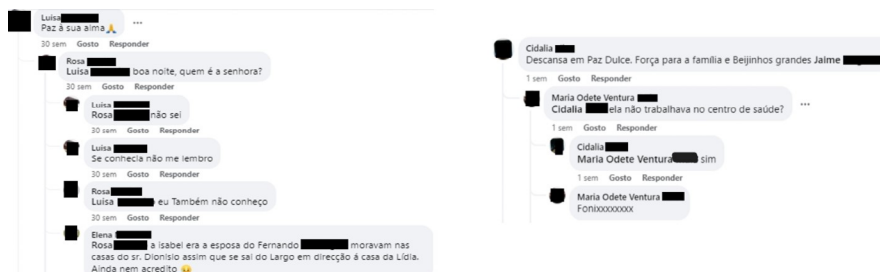 Luisa
Paz á sua alma🙏
...
30 sem Gosto Responder
Rosa
Luisa boa noite, quem é a senhora?
30 sem Gosto Responder
Luisa
Rosa não sei
30 sem Gosto Responder
Luisa
Se conhecia não me lembro
30 sem Gosto Responder
Rosa
Luisa eu Também não conheço
30 sem Gosto Responder
Elena
Rosa a isabel era a esposa do Fernando moravam nas
casas do sr. Dionisio assim que se sai do Largo em direcção á casa da Lídia.
Ainda nem acredito 😢
Cidalia
Descansa em Paz Dulce. Força para a família e Beijinhos grandes Jaime
1 sem Gosto Responder
Maria Odete Ventura
Cidalia ela não trabalhava no centro de saúde?
...
1 sem Gosto Responder
Cidalia
Maria Odete Ventura sim
1 sem Gosto Responder
Maria Odete Ventura
Fonixxxxxxxx